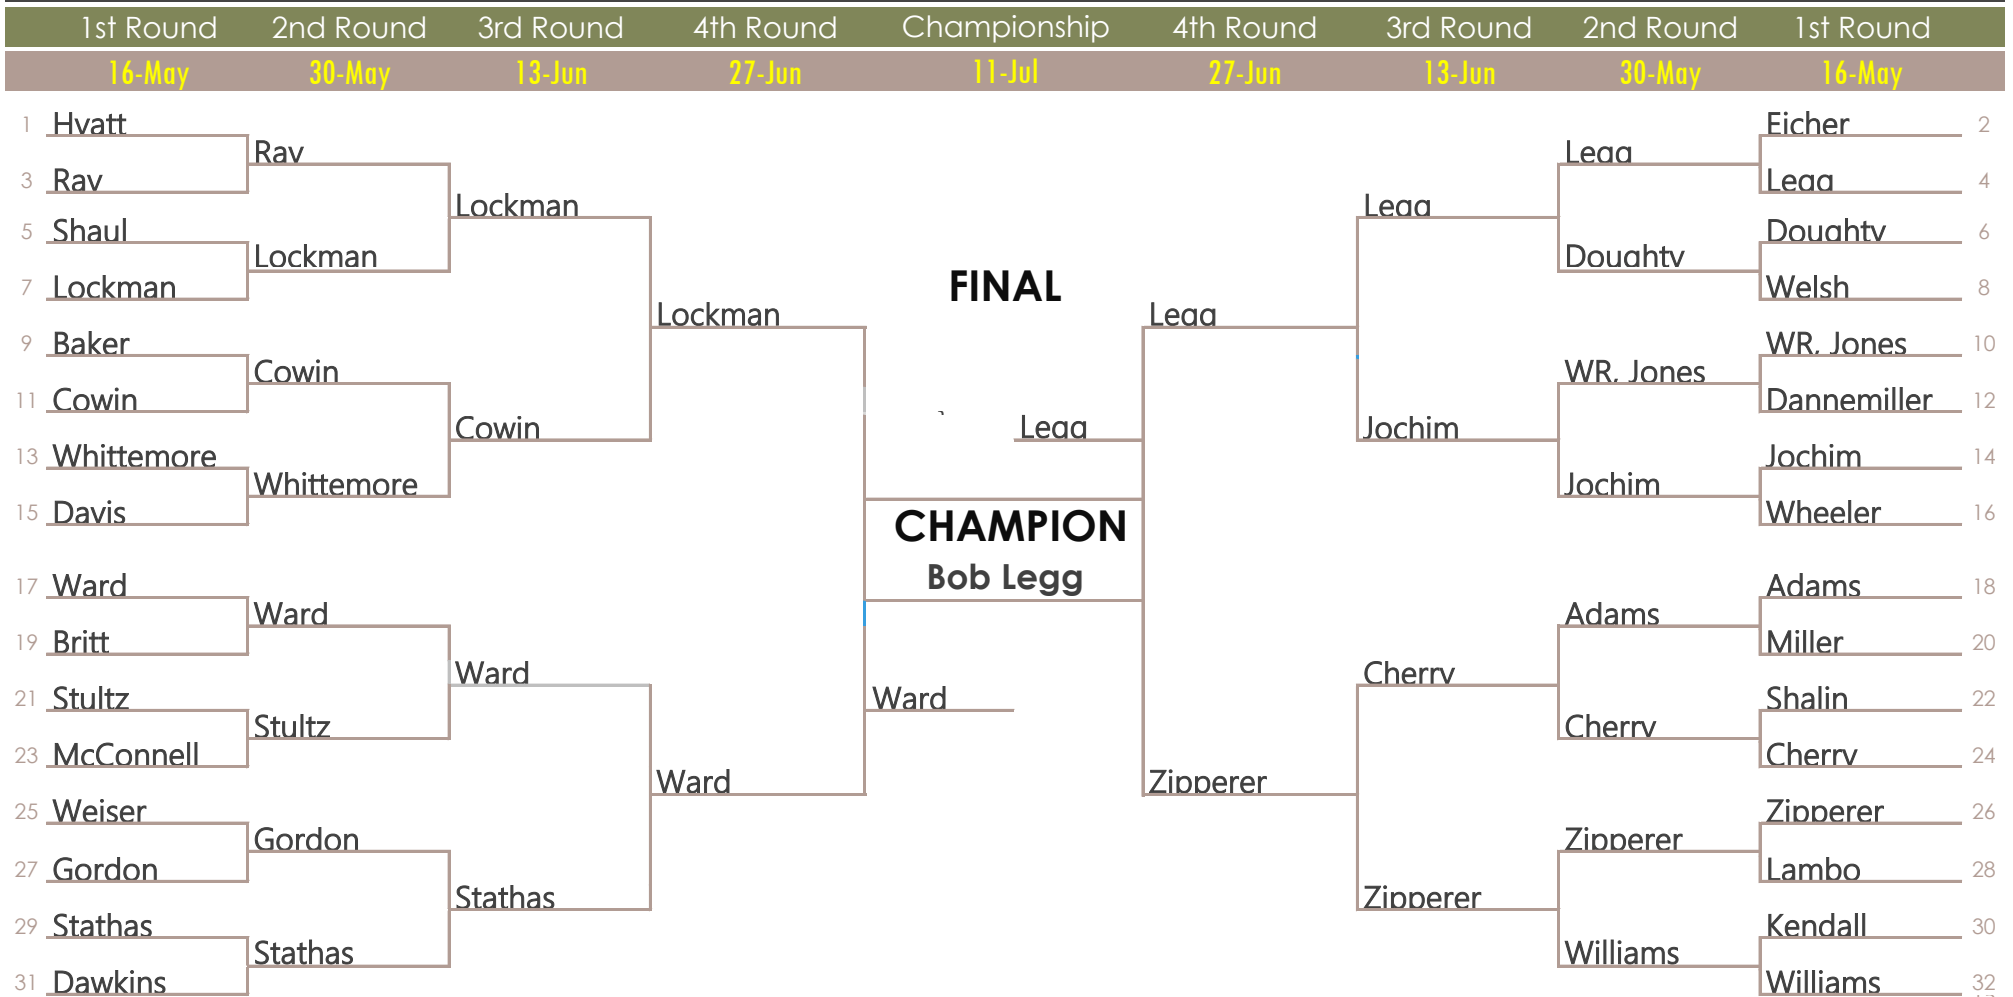 1st Round 2nd Round 3rd Round 4th Round Championship 4th Round 3rd Round 2nd Round 1st Round
16-May 30-May 13-Jun 27-Jun 11-Jul 27-Jun 13-Jun 30-May 16-May
1 Hyatt Eicher 2
Ray Legg
3 Ray Legg 4
Lockman Legg
5 Shaul Doughty 6
Lockman Doughty
7 Lockman Welsh 8
FINAL
Lockman Legg
9 Baker WR, Jones 10
Cowin WR, Jones
11 Cowin Dannemiller 12
Cowin Legg Jochim
13 Whittemore Jochim 14
Whittemore Jochim
15 Davis Wheeler 16
CHAMPION
Bob Legg
17 Ward Adams 18
Ward Adams
19 Britt Miller 20
Ward Cherry
21 Stultz Ward Shalin 22
Stultz Cherry
23 McConnell Cherry 24
Ward Zipperer
25 Weiser Zipperer 26
Gordon Zipperer
27 Gordon Lambo 28
Stathas Zipperer
29 Stathas Kendall 30
Stathas Williams
31 Dawkins Williams 32